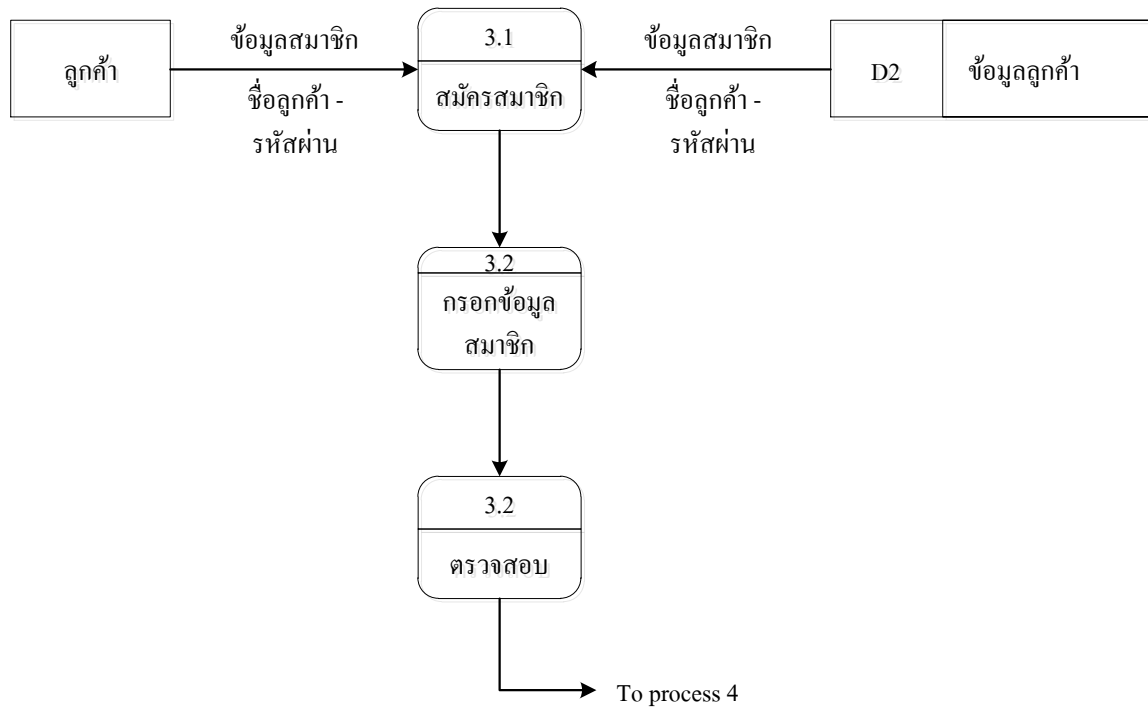 ลูกค้า
ข้อมูลสมาชิก
ชื่อลูกค้า -
รหัสผ่าน
3.1
สมัครสมาชิก
ข้อมูลสมาชิก
ชื่อลูกค้า -
รหัสผ่าน
D2
ข้อมูลลูกค้า
3.2
กรอกข้อมูล
สมาชิก
3.2
ตรวจสอบ
To process 4